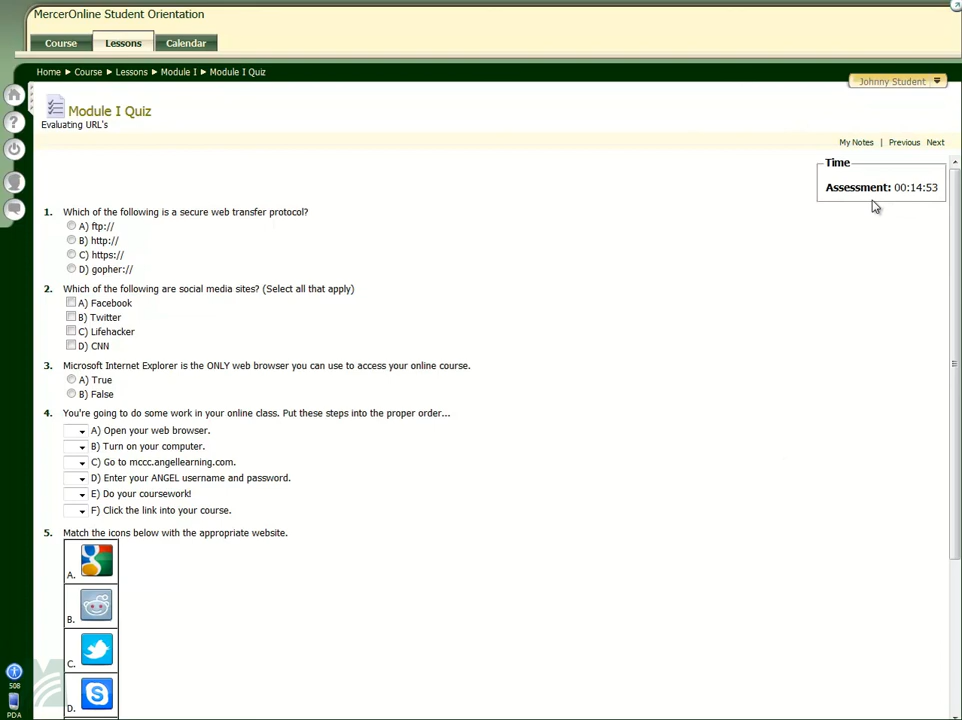 MercerOnline Student Orientation
Course Lessons Calendar
Home ▸ Course ▸ Lessons ▸ Module I ▸ Module I Quiz
Johnny Student
Module I Quiz
Evaluating URL's
My Notes | Previous Next
Time
Assessment: 00:14:53
1. Which of the following is a secure web transfer protocol?
A) ftp://
B) http://
C) https://
D) gopher://
2. Which of the following are social media sites? (Select all that apply)
A) Facebook
B) Twitter
C) Lifehacker
D) CNN
3. Microsoft Internet Explorer is the ONLY web browser you can use to access your online course.
A) True
B) False
4. You're going to do some work in your online class. Put these steps into the proper order...
A) Open your web browser.
B) Turn on your computer.
C) Go to mccc.angellearning.com.
D) Enter your ANGEL username and password.
E) Do your coursework!
F) Click the link into your course.
5. Match the icons below with the appropriate website.
A.
B.
C.
D.
508
PDA